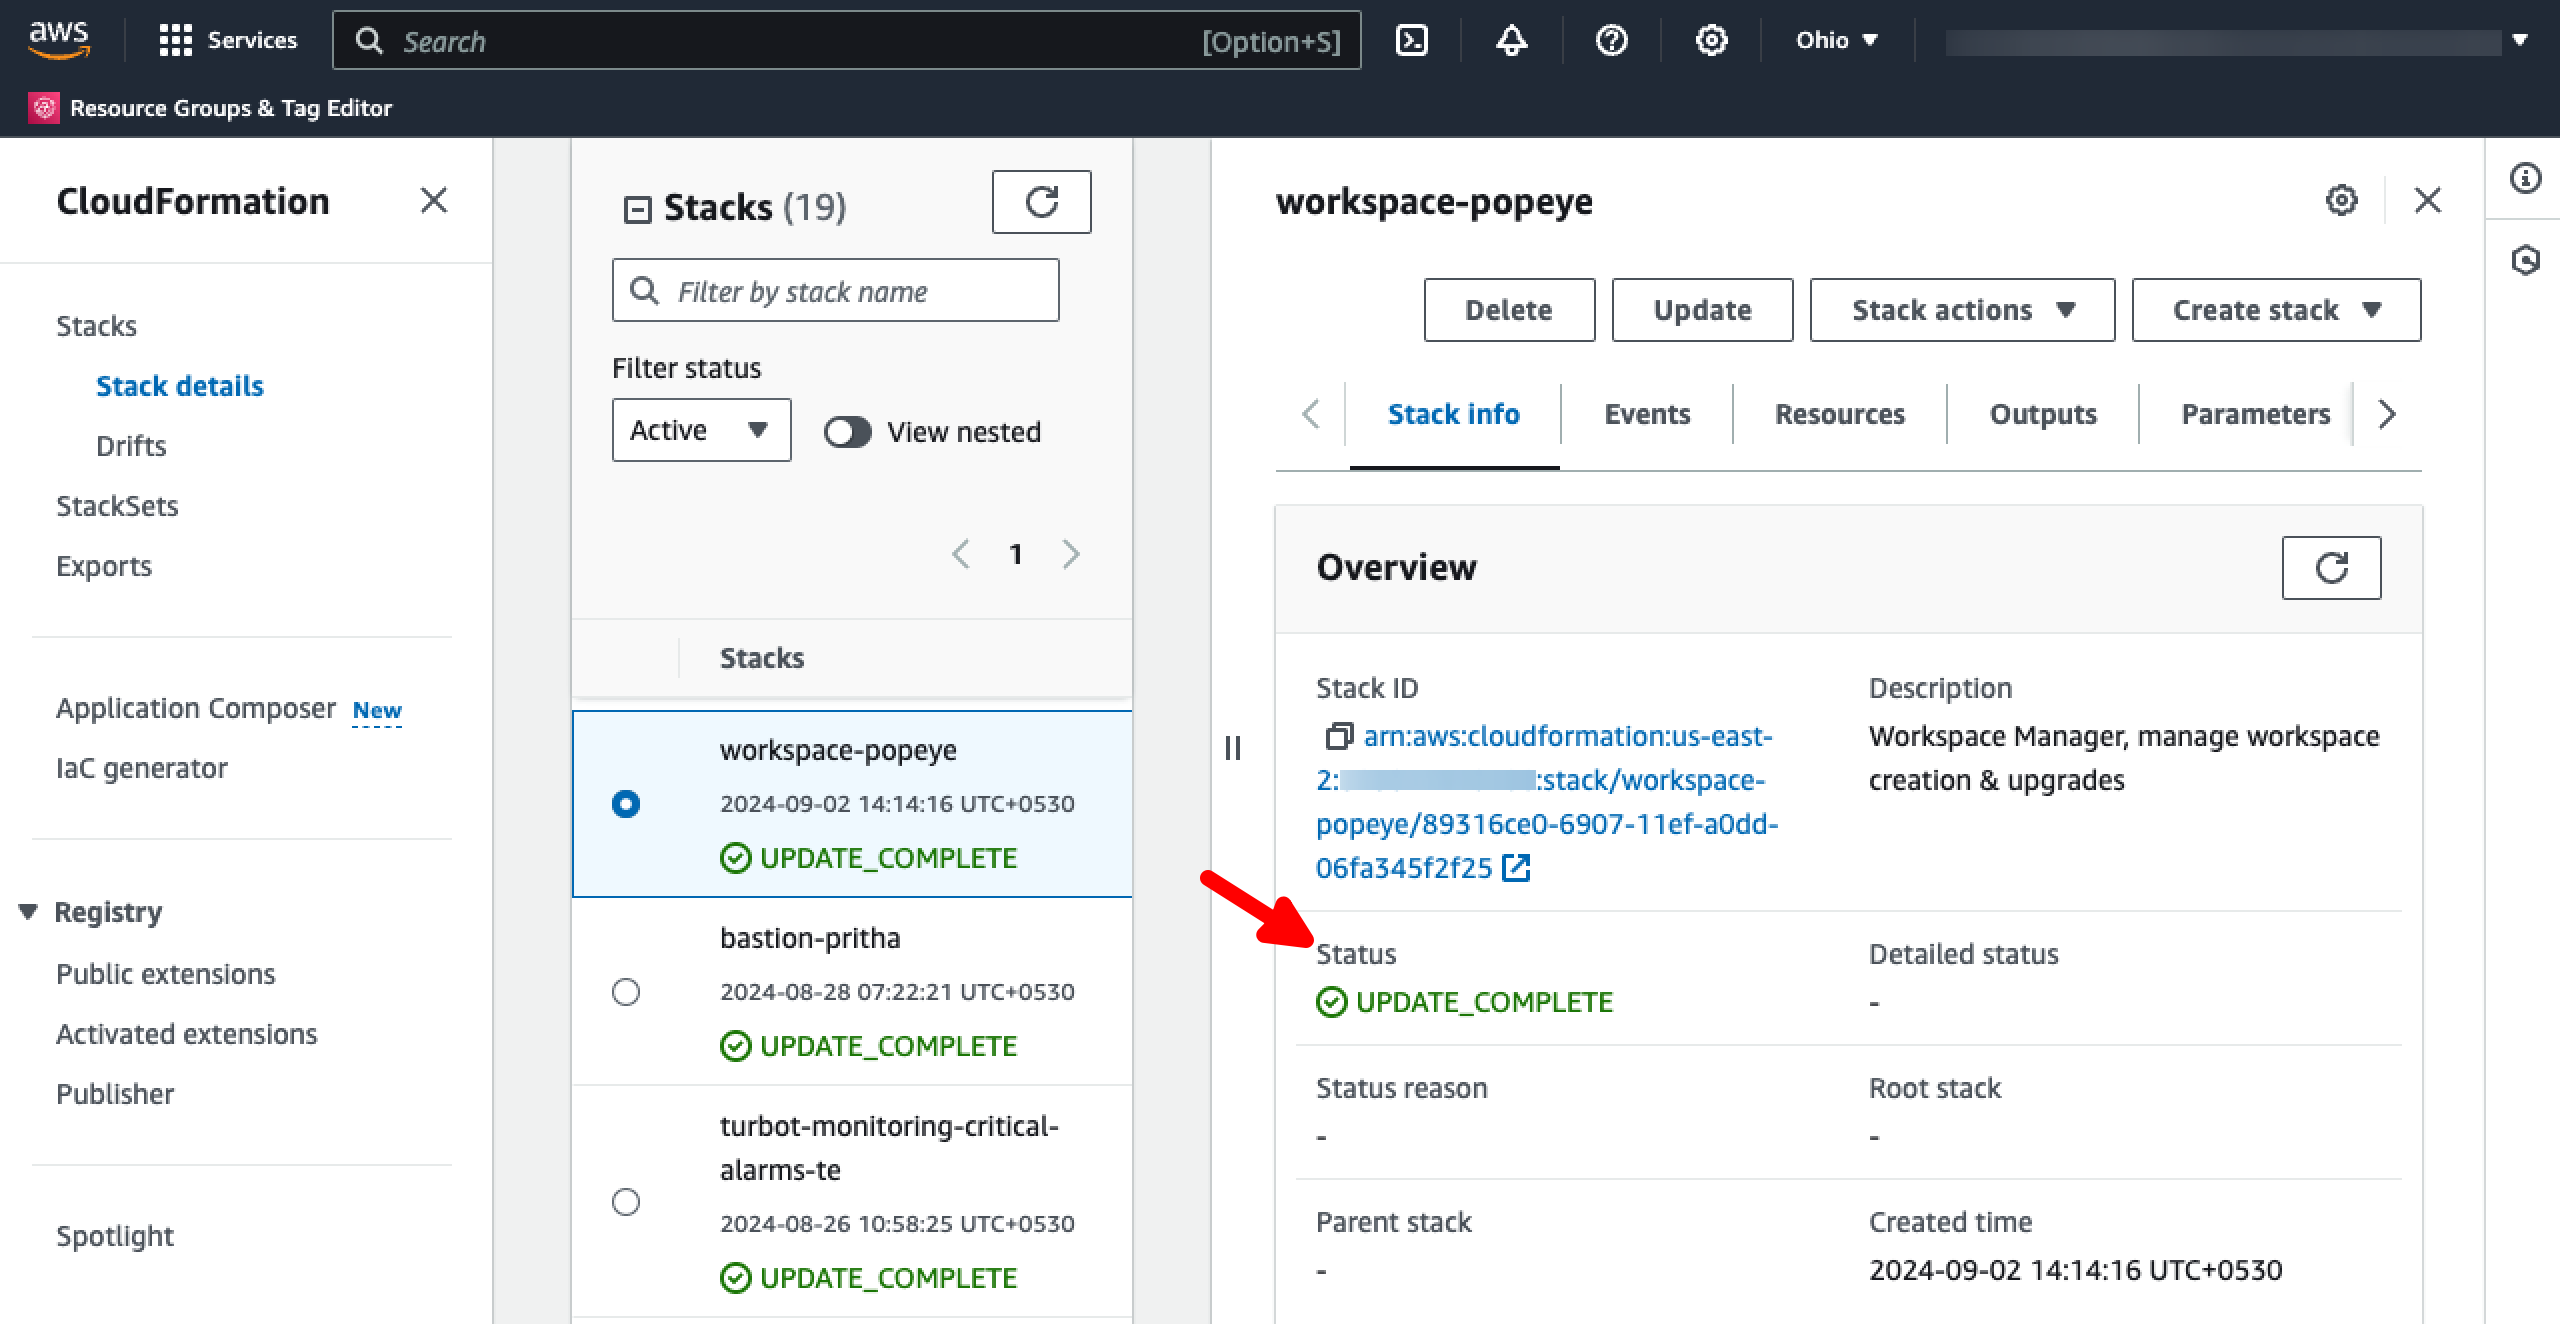 aws
Services
Search [Option+S]
Ohio
Resource Groups & Tag Editor
CloudFormation
Stacks
Stack details
Drifts
StackSets
Exports
Application Composer New
IaC generator
Registry
Public extensions
Activated extensions
Publisher
Spotlight
Stacks (19)
Filter by stack name
Filter status
Active
View nested
1
Stacks
workspace-popeye
2024-09-02 14:14:16 UTC+0530
UPDATE_COMPLETE
bastion-pritha
2024-08-28 07:22:21 UTC+0530
UPDATE_COMPLETE
turbot-monitoring-critical-
alarms-te
2024-08-26 10:58:25 UTC+0530
UPDATE_COMPLETE
workspace-popeye
Delete
Update
Stack actions
Create stack
Stack info
Events
Resources
Outputs
Parameters
Overview
Stack ID
arn:aws:cloudformation:us-east-
2: :stack/workspace-
popeye/89316ce0-6907-11ef-a0dd-
06fa345f2f25
Description
Workspace Manager, manage workspace
creation & upgrades
Status
UPDATE_COMPLETE
Detailed status
-
Status reason
-
Root stack
-
Parent stack
-
Created time
2024-09-02 14:14:16 UTC+0530